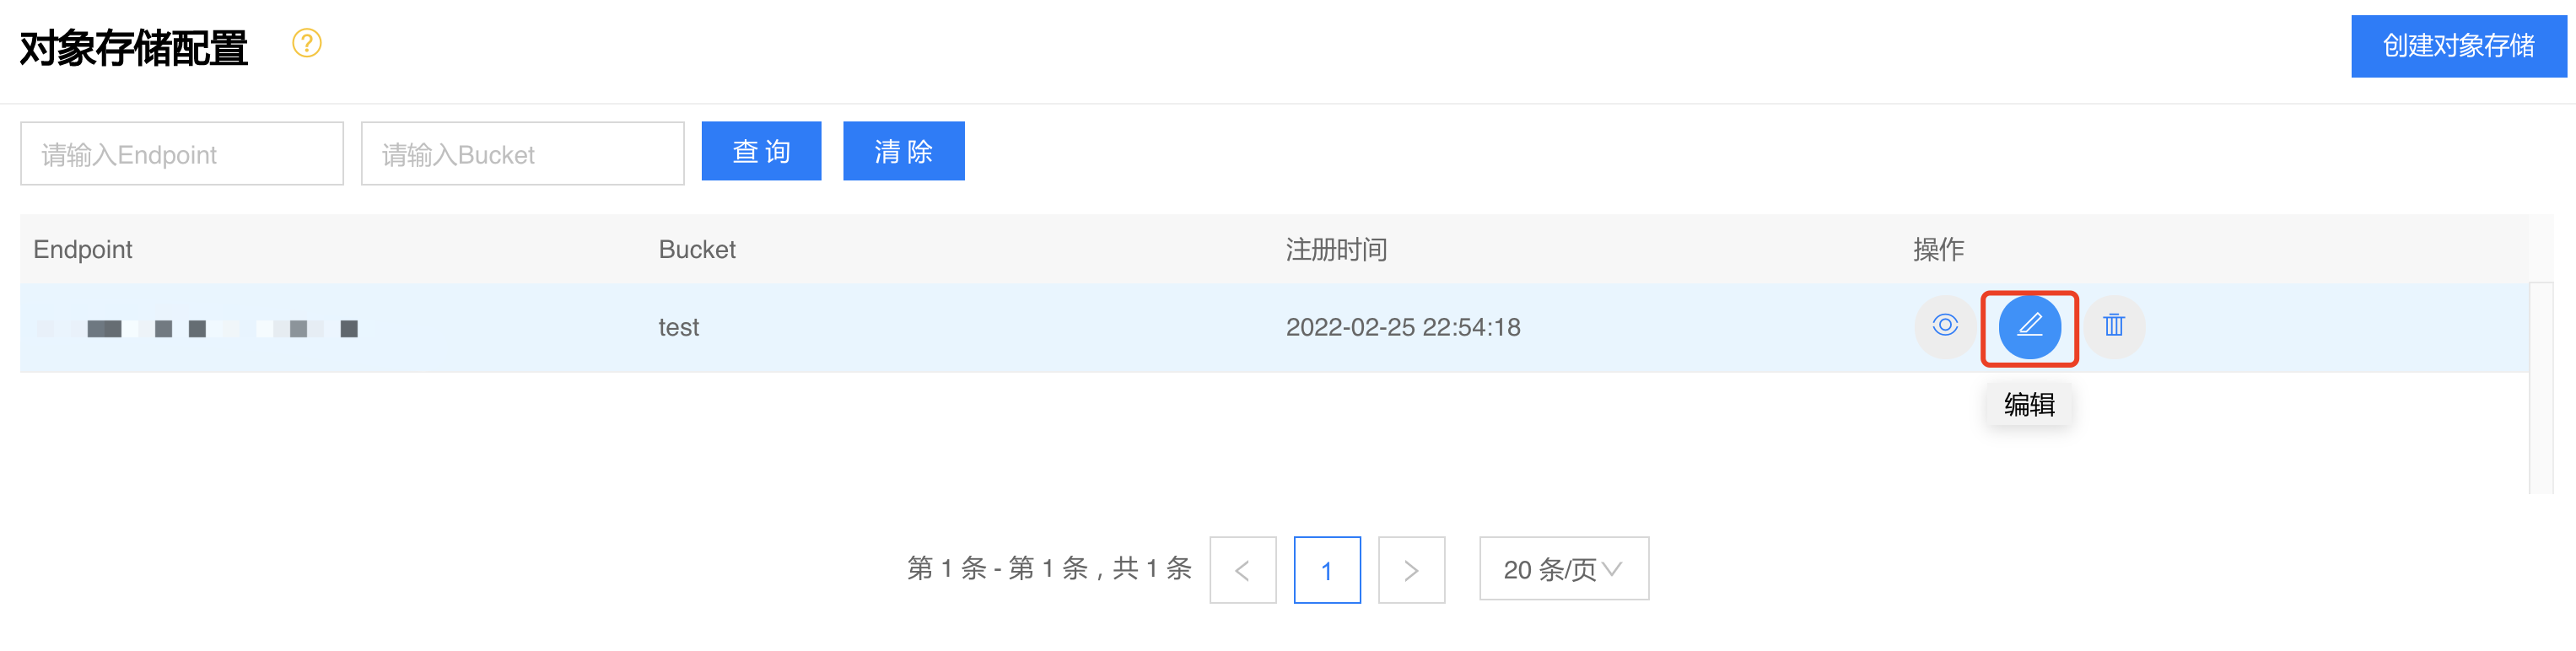 对象存储配置 ?
创建对象存储
请输入Endpoint 请输入Bucket 查 询 清 除
Endpoint Bucket 注册时间 操作
test 2022-02-25 22:54:18
编辑
第 1 条 - 第 1 条，共 1 条 < 1 > 20 条/页